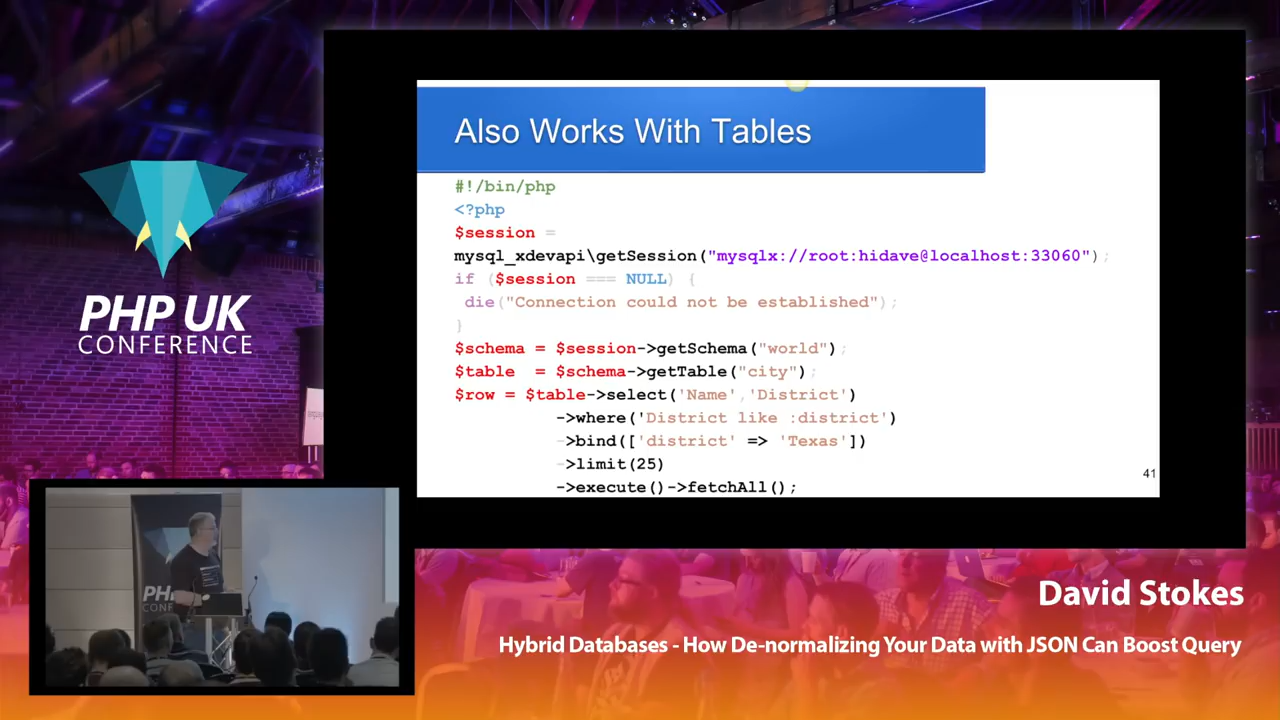 PHP UK
CONFERENCE
Also Works With Tables
#!/bin/php
<?php
$session =
mysql_xdevapi\getSession("mysqlx://root:hidave@localhost:33060");
if ($session === NULL) {
 die("Connection could not be established");
}
$schema = $session->getSchema("world");
$table  = $schema->getTable("city");
$row = $table->select('Name','District')
          ->where('District like :district')
          ->bind(['district' => 'Texas'])
          ->limit(25)
          ->execute()->fetchAll();
41
David Stokes
Hybrid Databases - How De-normalizing Your Data with JSON Can Boost Query